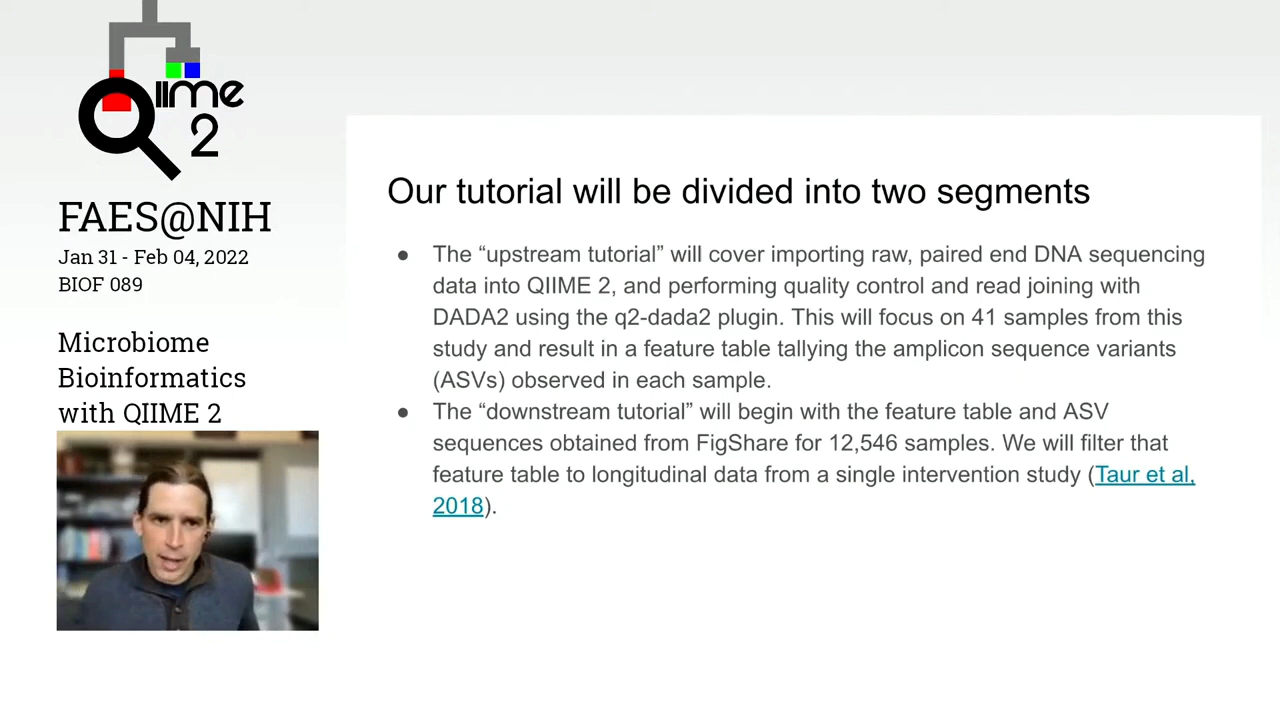 Qiime
2
FAES@NIH
Jan 31 - Feb 04, 2022
BIOF 089
Microbiome
Bioinformatics
with QIIME 2
Our tutorial will be divided into two segments
● The “upstream tutorial” will cover importing raw, paired end DNA sequencing
data into QIIME 2, and performing quality control and read joining with
DADA2 using the q2-dada2 plugin. This will focus on 41 samples from this
study and result in a feature table tallying the amplicon sequence variants
(ASVs) observed in each sample.
● The “downstream tutorial” will begin with the feature table and ASV
sequences obtained from FigShare for 12,546 samples. We will filter that
feature table to longitudinal data from a single intervention study (Taur et al,
2018).